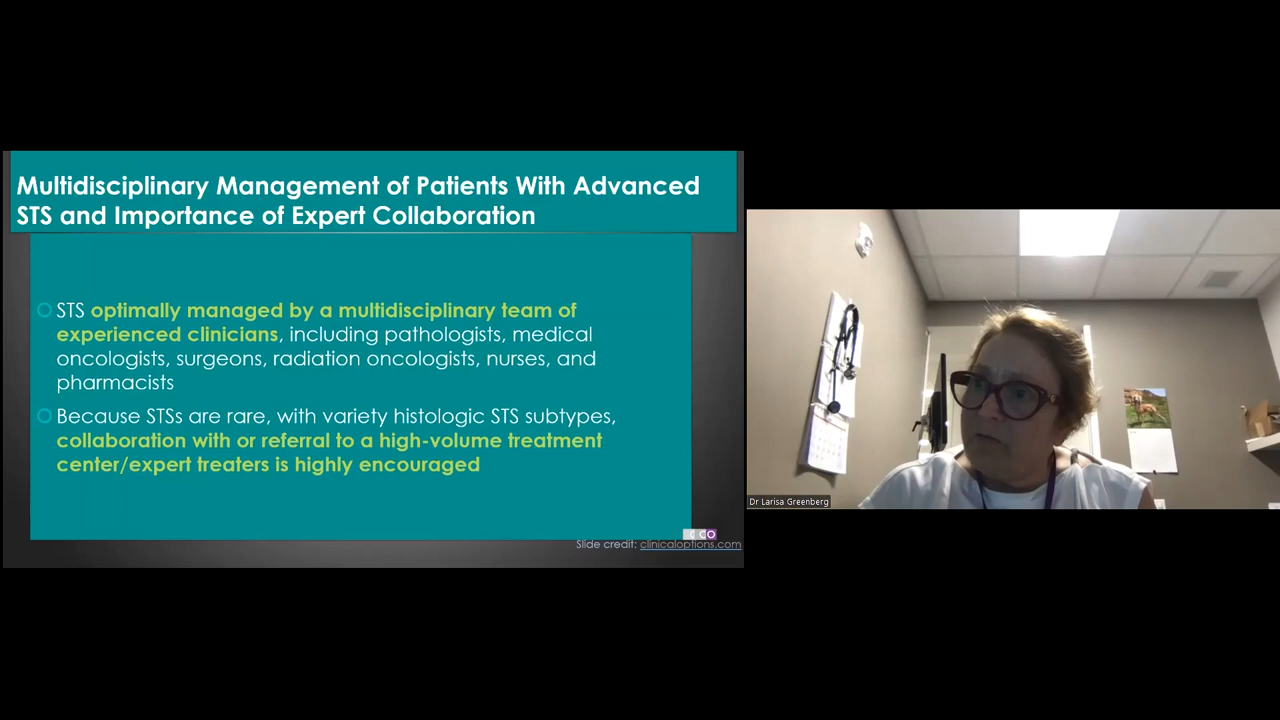 Multidisciplinary Management of Patients With Advanced
STS and Importance of Expert Collaboration
STS optimally managed by a multidisciplinary team of
experienced clinicians, including pathologists, medical
oncologists, surgeons, radiation oncologists, nurses, and
pharmacists
Because STSs are rare, with variety histologic STS subtypes,
collaboration with or referral to a high-volume treatment
center/expert treaters is highly encouraged
Slide credit: clinicaloptions.com
Dr Larisa Greenberg